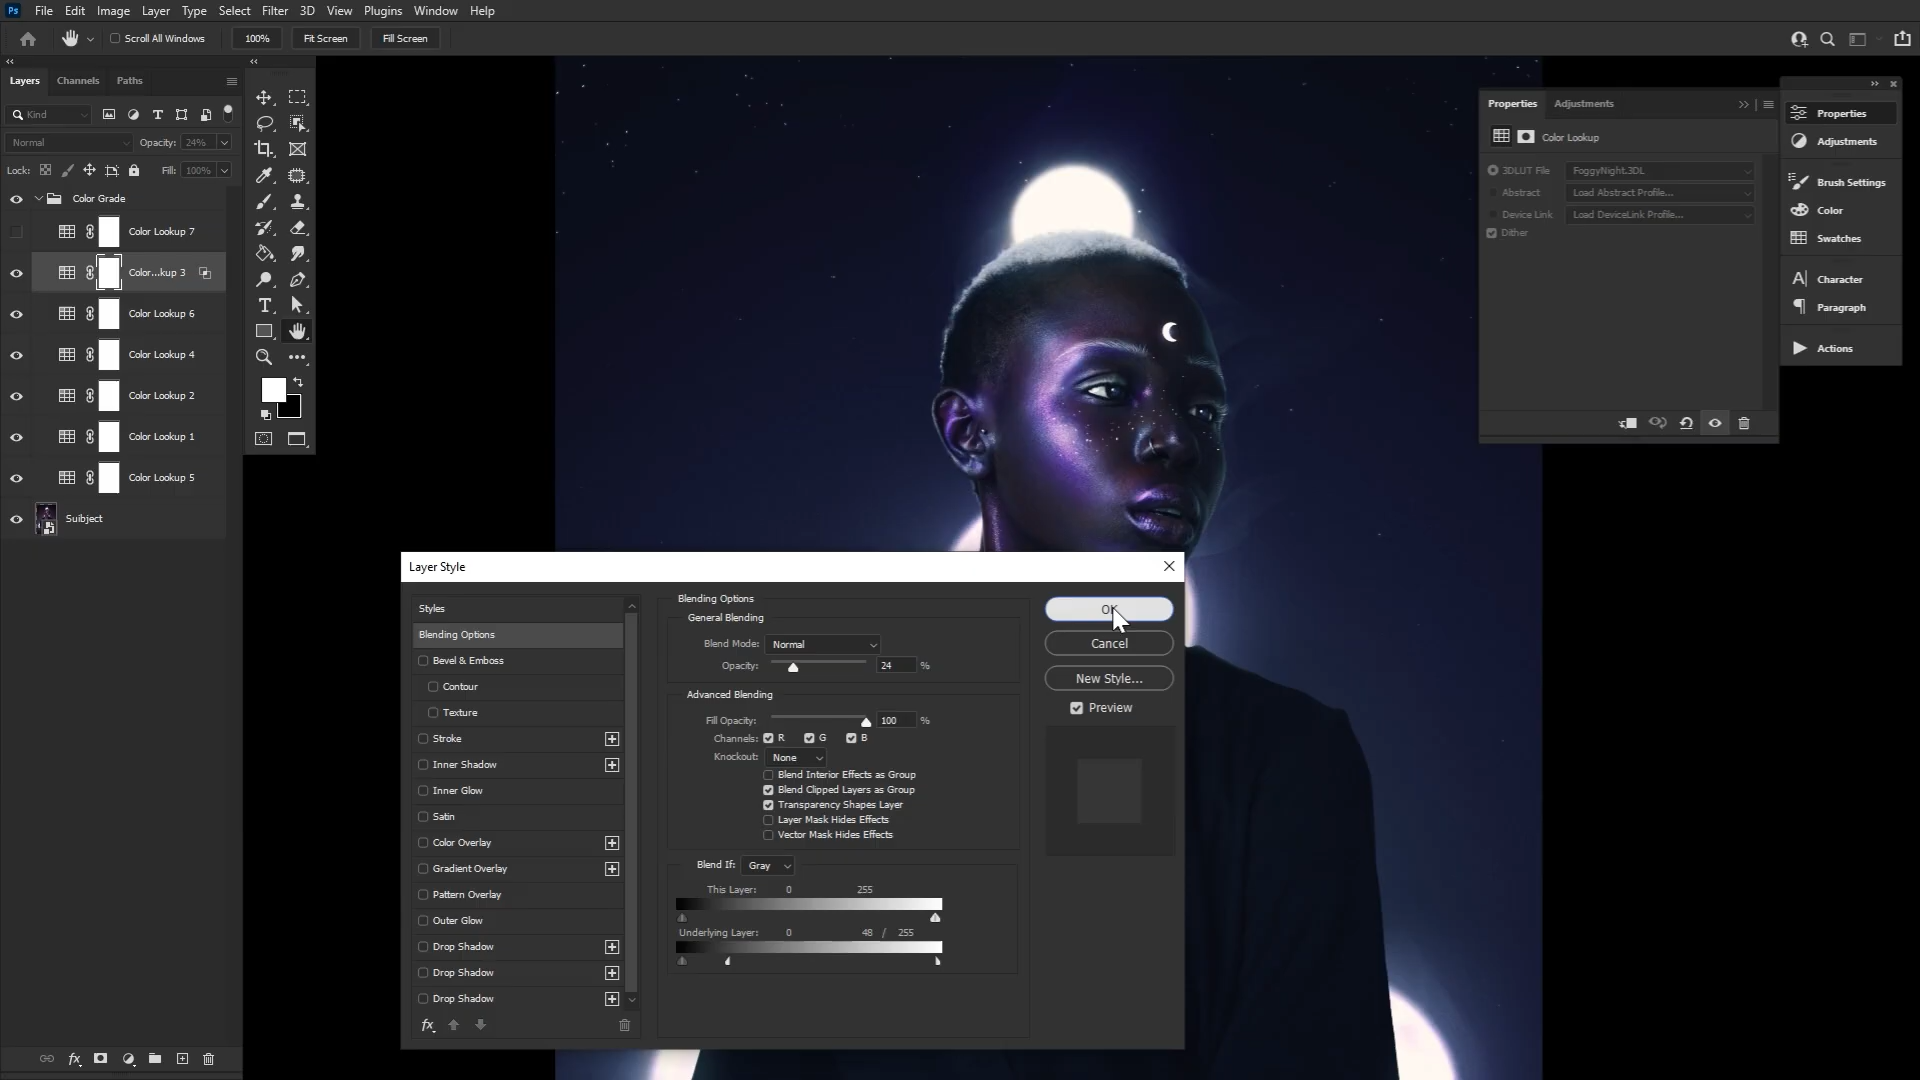 Ps File Edit Image Layer Type Select Filter 3D View Plugins Window Help
Scroll All Windows 100% Fit Screen Fill Screen
Layers Channels Paths
Kind
Normal Opacity: 24%
Lock: Fill: 100%
Color Grade
Color Lookup 7
Color...kup 3
Color Lookup 6
Color Lookup 4
Color Lookup 2
Color Lookup 1
Color Lookup 5
Suibject
Properties Adjustments
Color Lookup
3DLUT File FoggyNight.3DL
Abstract Load Abstract Profile...
Device Link Load DeviceLink Profile...
Dither
Properties
Adjustments
Brush Settings
Color
Swatches
Character
Paragraph
Actions
Layer Style
Styles
Blending Options
Bevel & Emboss
Contour
Texture
Stroke
Inner Shadow
Inner Glow
Satin
Color Overlay
Gradient Overlay
Pattern Overlay
Outer Glow
Drop Shadow
Drop Shadow
Drop Shadow
fx
Blending Options
General Blending
Blend Mode: Normal
Opacity: 24 %
Advanced Blending
Fill Opacity: 100 %
Channels: R G B
Knockout: None
Blend Interior Effects as Group
Blend Clipped Layers as Group
Transparency Shapes Layer
Layer Mask Hides Effects
Vector Mask Hides Effects
Blend If: Gray
This Layer: 0 255
Underlying Layer: 0 48 / 255
OK
Cancel
New Style...
Preview
fx